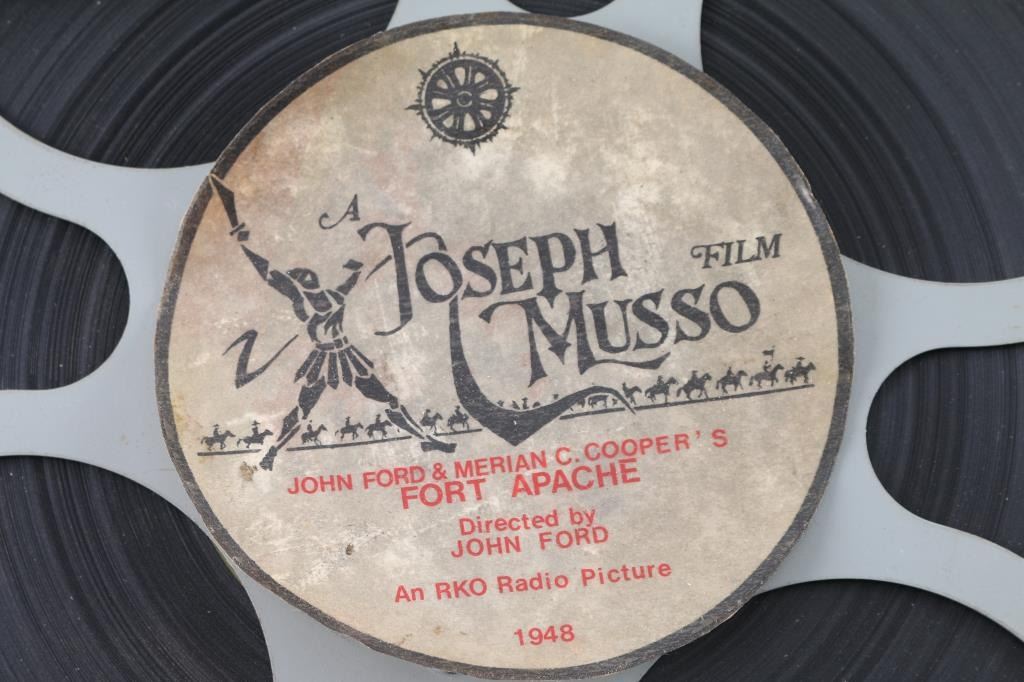 A
JOSEPH FILM
MUSSO
JOHN FORD & MERIAN C. COOPER'S
FORT APACHE
Directed by
JOHN FORD
An RKO Radio Picture
1948